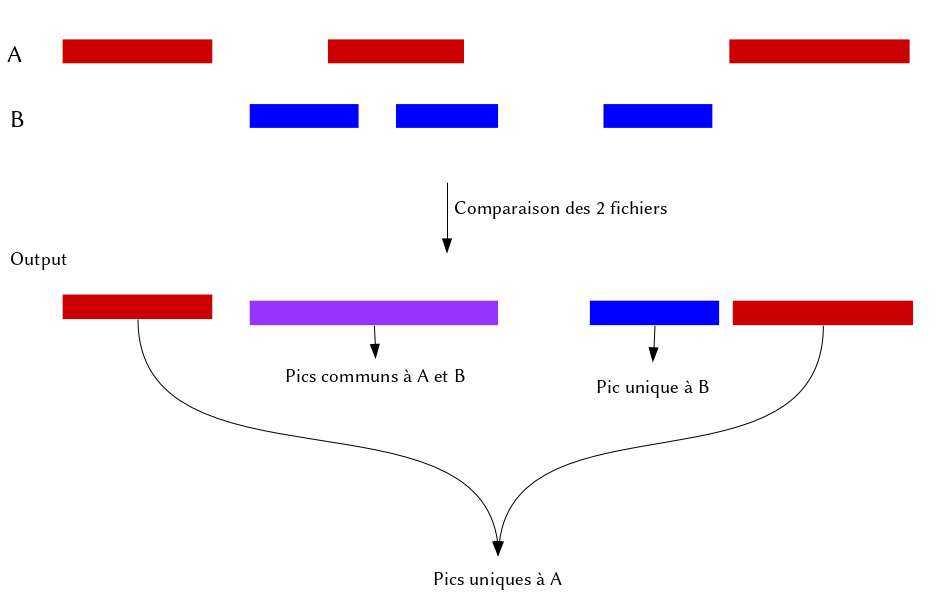 A
B
Comparaison des 2 fichiers
Output
Pics communs à A et B
Pic unique à B
Pics uniques à A